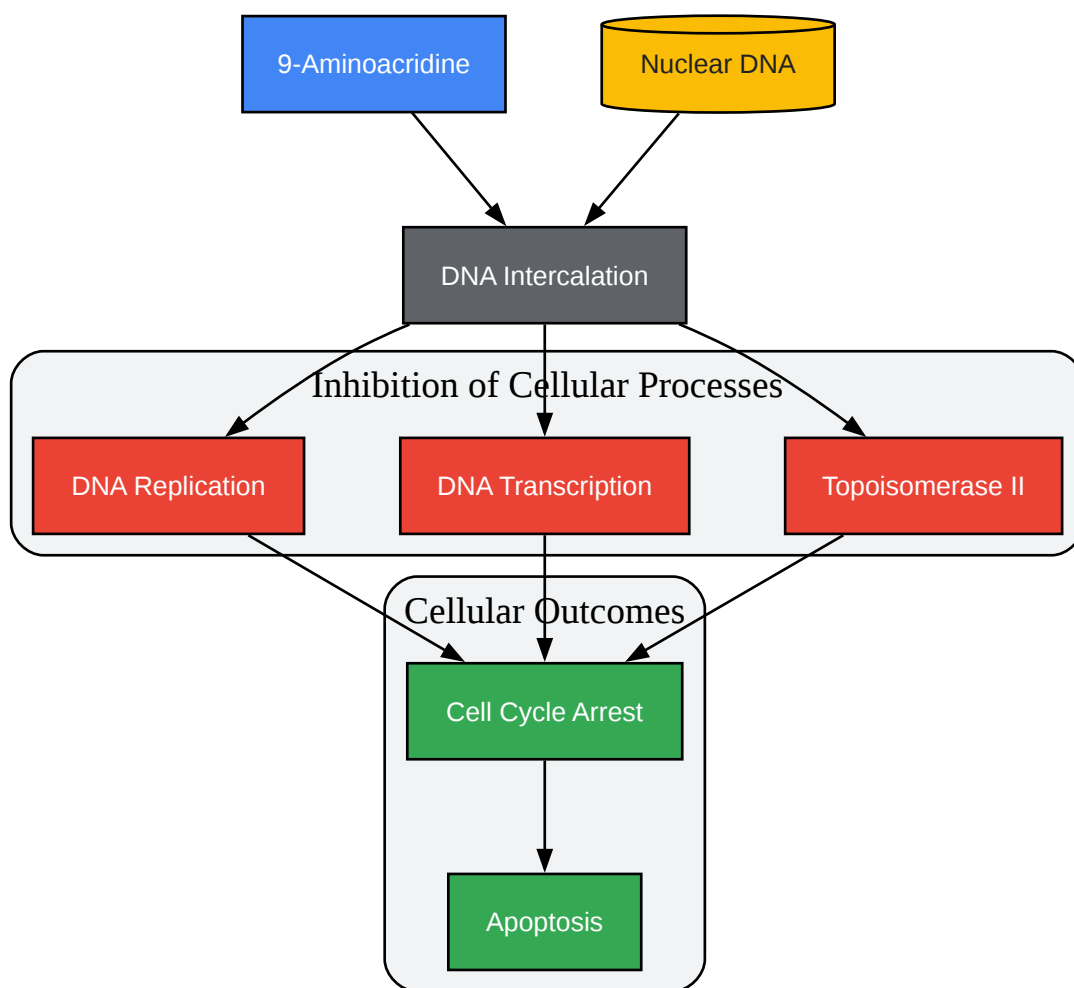 9-Aminoacridine
Nuclear DNA
DNA Intercalation
Inhibition of Cellular Processes
DNA Replication
DNA Transcription
Topoisomerase II
Cellular Outcomes
Cell Cycle Arrest
Apoptosis